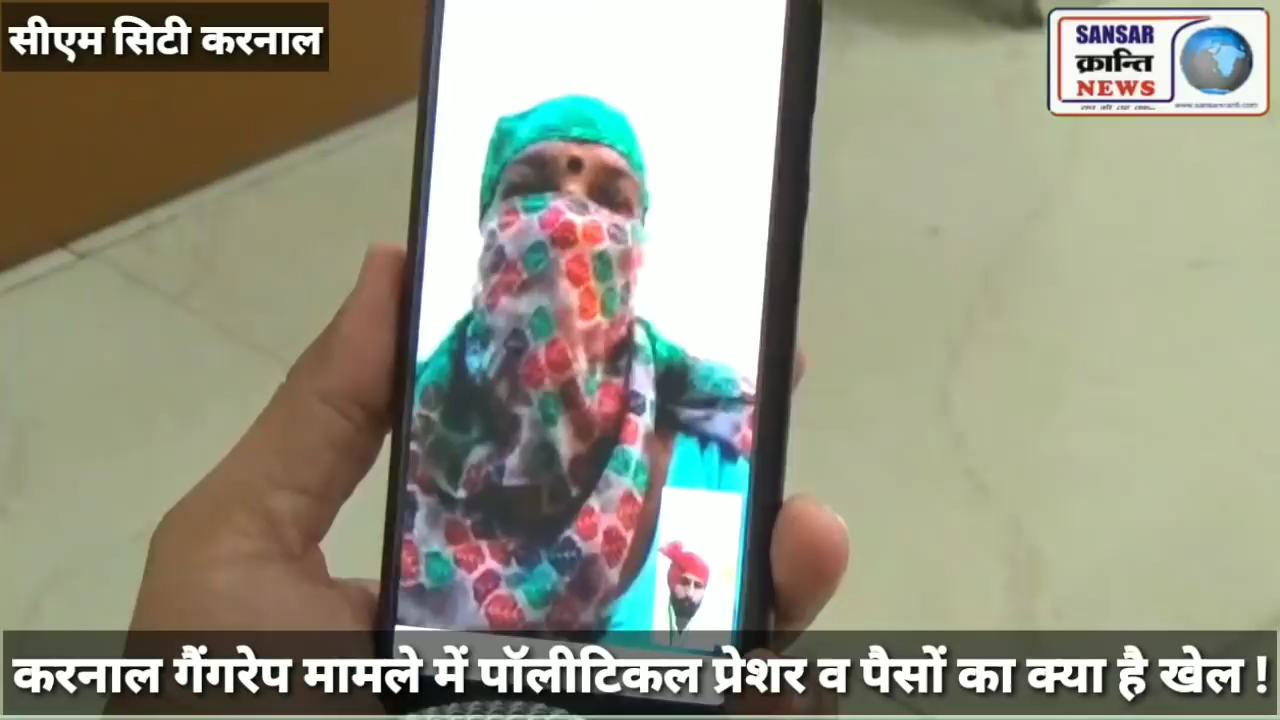 सीएम सिटी करनाल
SANSAR
क्रान्ति
NEWS
करनाल गैंगरेप मामले में पॉलीटिकल प्रेशर व पैसों का क्या है खेल !